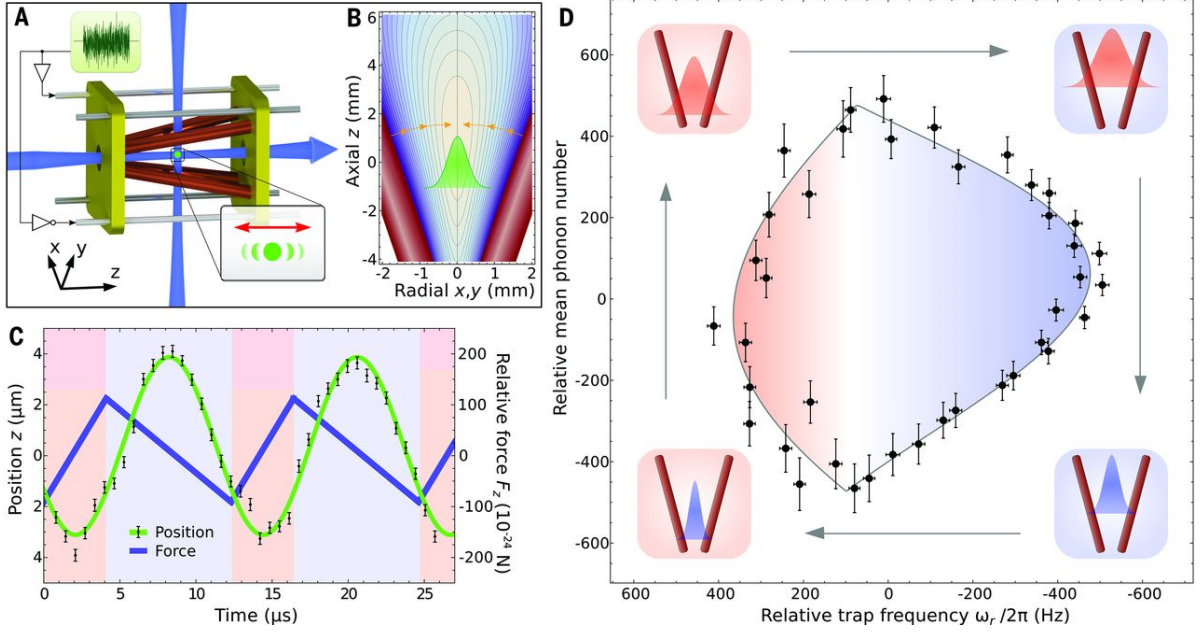 A
x
y
z
B
Axial z (mm)
6
4
2
0
-2
-4
-2
-1
0
1
2
Radial x,y (mm)
C
Position z (µm)
4
2
0
2
4
Relative force F_z (10⁻²⁴ N)
200
100
0
-100
-200
Position
Force
0
5
10
15
20
25
Time (µs)
D
Relative mean phonon number
600
400
200
0
-200
-400
-600
600
400
200
0
-200
-400
-600
Relative trap frequency ω_r /2π (Hz)